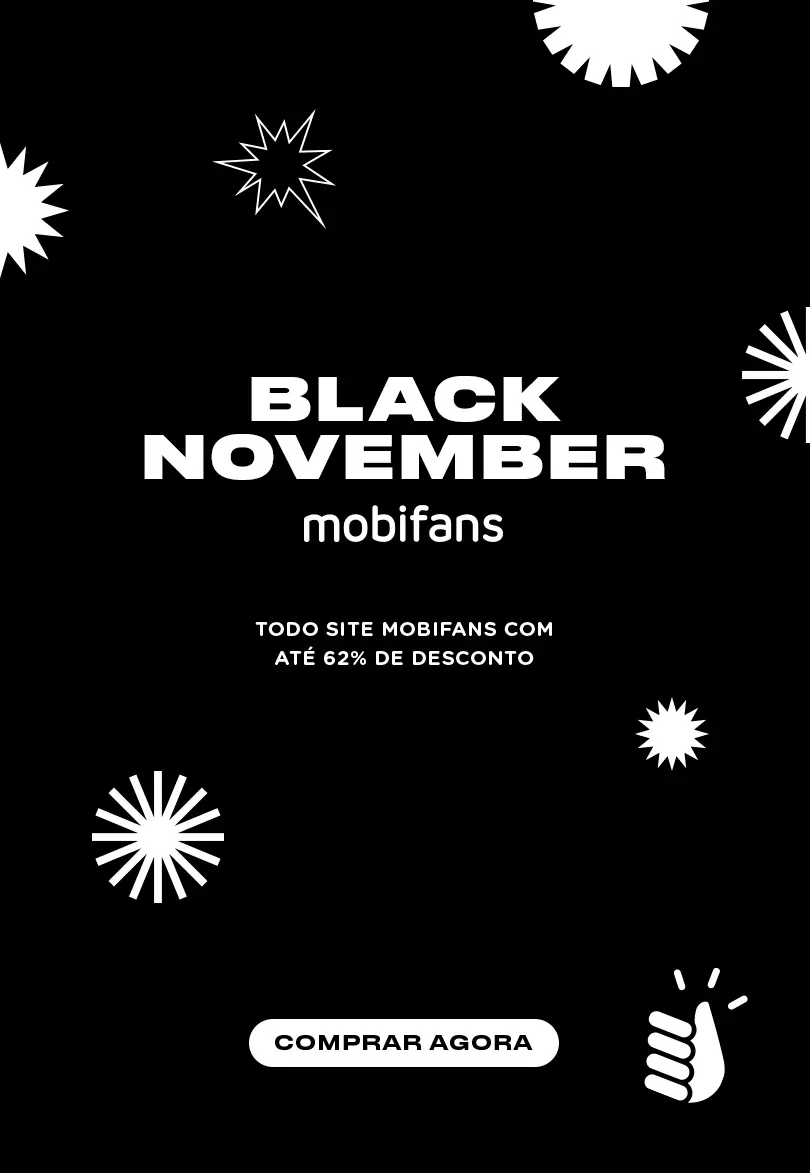 BLACK
NOVEMBER
mobifans
TODO SITE MOBIFANS COM
ATÉ 62% DE DESCONTO
COMPRAR AGORA